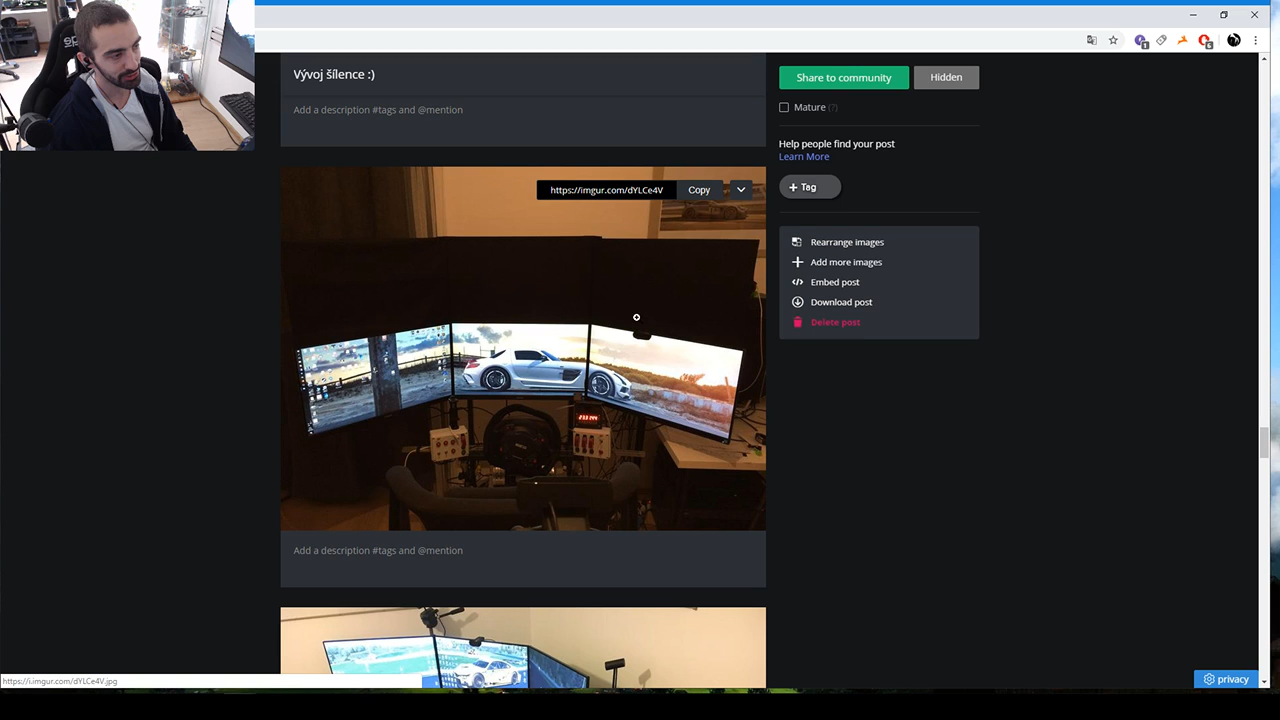 Vývoj šílence :)
Add a description #tags and @mention
https://imgur.com/dYLCe4V
Copy
Add a description #tags and @mention
Share to community
Hidden
Mature (?)
Help people find your post
Learn More
+ Tag
Rearrange images
Add more images
Embed post
Download post
Delete post
https://i.imgur.com/dYLCe4V.jpg
privacy